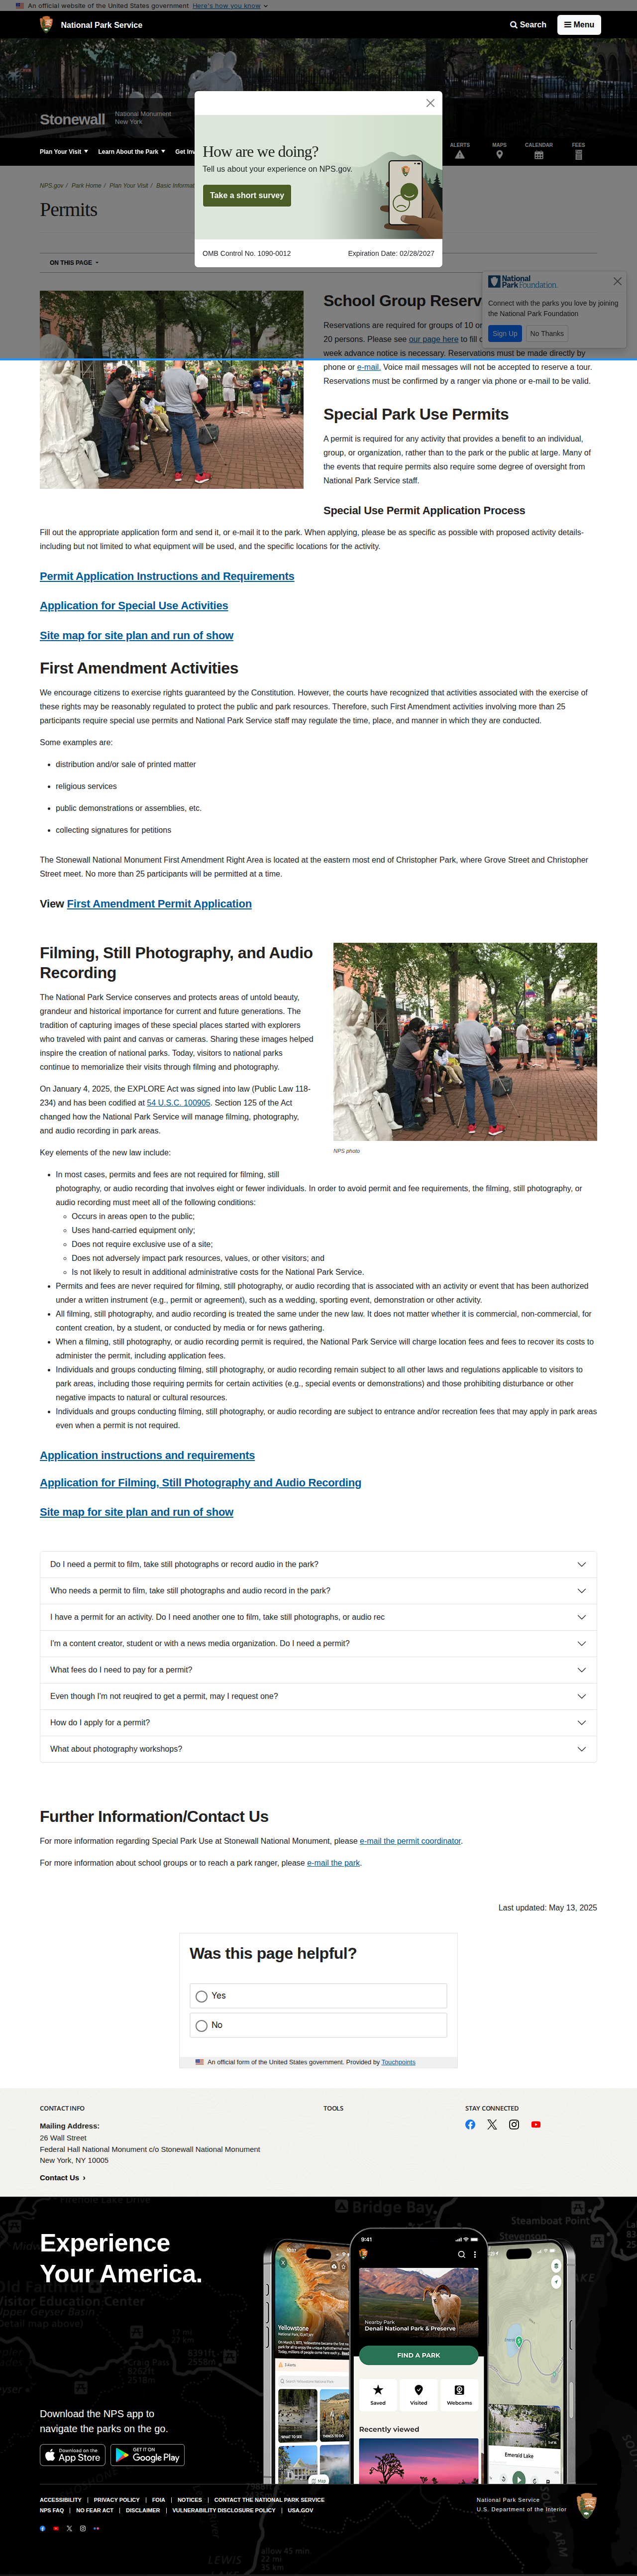 An official website of the United States government Here's how you know
National Park Service
Search
Menu
Stonewall
National Monument
New York
Plan Your Visit
Learn About the Park
Get Inv
ALERTS
MAPS
CALENDAR
FEES
NPS.gov / Park Home / Plan Your Visit / Basic Informat
Permits
ON THIS PAGE
How are we doing?
Tell us about your experience on NPS.gov.
Take a short survey
OMB Control No. 1090-0012
Expiration Date: 02/28/2027
National
Park Foundation
Connect with the parks you love by joining
the National Park Foundation
Sign Up
No Thanks
School Group Reserv
Reservations are required for groups of 10 or
20 persons. Please see our page here to fill o
week advance notice is necessary. Reservations must be made directly by
phone or e-mail. Voice mail messages will not be accepted to reserve a tour.
Reservations must be confirmed by a ranger via phone or e-mail to be valid.
Special Park Use Permits
A permit is required for any activity that provides a benefit to an individual,
group, or organization, rather than to the park or the public at large. Many of
the events that require permits also require some degree of oversight from
National Park Service staff.
Special Use Permit Application Process
Fill out the appropriate application form and send it, or e-mail it to the park. When applying, please be as specific as possible with proposed activity details-
including but not limited to what equipment will be used, and the specific locations for the activity.
Permit Application Instructions and Requirements
Application for Special Use Activities
Site map for site plan and run of show
First Amendment Activities
We encourage citizens to exercise rights guaranteed by the Constitution. However, the courts have recognized that activities associated with the exercise of
these rights may be reasonably regulated to protect the public and park resources. Therefore, such First Amendment activities involving more than 25
participants require special use permits and National Park Service staff may regulate the time, place, and manner in which they are conducted.
Some examples are:
• distribution and/or sale of printed matter
• religious services
• public demonstrations or assemblies, etc.
• collecting signatures for petitions
The Stonewall National Monument First Amendment Right Area is located at the eastern most end of Christopher Park, where Grove Street and Christopher
Street meet. No more than 25 participants will be permitted at a time.
View First Amendment Permit Application
Filming, Still Photography, and Audio
Recording
The National Park Service conserves and protects areas of untold beauty,
grandeur and historical importance for current and future generations. The
tradition of capturing images of these special places started with explorers
who traveled with paint and canvas or cameras. Sharing these images helped
inspire the creation of national parks. Today, visitors to national parks
continue to memorialize their visits through filming and photography.
On January 4, 2025, the EXPLORE Act was signed into law (Public Law 118-
234) and has been codified at 54 U.S.C. 100905. Section 125 of the Act
changed how the National Park Service will manage filming, photography,
and audio recording in park areas.
NPS photo
Key elements of the new law include:
• In most cases, permits and fees are not required for filming, still
photography, or audio recording that involves eight or fewer individuals. In order to avoid permit and fee requirements, the filming, still photography, or
audio recording must meet all of the following conditions:
◦ Occurs in areas open to the public;
◦ Uses hand-carried equipment only;
◦ Does not require exclusive use of a site;
◦ Does not adversely impact park resources, values, or other visitors; and
◦ Is not likely to result in additional administrative costs for the National Park Service.
• Permits and fees are never required for filming, still photography, or audio recording that is associated with an activity or event that has been authorized
under a written instrument (e.g., permit or agreement), such as a wedding, sporting event, demonstration or other activity.
• All filming, still photography, and audio recording is treated the same under the new law. It does not matter whether it is commercial, non-commercial, for
content creation, by a student, or conducted by media or for news gathering.
• When a filming, still photography, or audio recording permit is required, the National Park Service will charge location fees and fees to recover its costs to
administer the permit, including application fees.
• Individuals and groups conducting filming, still photography, or audio recording remain subject to all other laws and regulations applicable to visitors to
park areas, including those requiring permits for certain activities (e.g., special events or demonstrations) and those prohibiting disturbance or other
negative impacts to natural or cultural resources.
• Individuals and groups conducting filming, still photography, or audio recording are subject to entrance and/or recreation fees that may apply in park areas
even when a permit is not required.
Application instructions and requirements
Application for Filming, Still Photography and Audio Recording
Site map for site plan and run of show
Do I need a permit to film, take still photographs or record audio in the park?
Who needs a permit to film, take still photographs and audio record in the park?
I have a permit for an activity. Do I need another one to film, take still photographs, or audio rec
I'm a content creator, student or with a news media organization. Do I need a permit?
What fees do I need to pay for a permit?
Even though I'm not reuqired to get a permit, may I request one?
How do I apply for a permit?
What about photography workshops?
Further Information/Contact Us
For more information regarding Special Park Use at Stonewall National Monument, please e-mail the permit coordinator.
For more information about school groups or to reach a park ranger, please e-mail the park.
Last updated: May 13, 2025
Was this page helpful?
Yes
No
An official form of the United States government. Provided by Touchpoints
CONTACT INFO
TOOLS
STAY CONNECTED
Mailing Address:
26 Wall Street
Federal Hall National Monument c/o Stonewall National Monument
New York, NY 10005
Contact Us
Experience
Your America.
Bridge Bay
Steamboat Point
Stevenson
Old Faithful
Visitor Education Center
Upper Geyser Basin
Craig Pass
8262ft
2518m
8391ft
17 mi
27 km
9:41
Nearby Park
Denali National Park & Preserve
FIND A PARK
Saved
Visited
Webcams
Recently viewed
Yellowstone
WHAT TO SEE
THINGS TO DO
Map
Emerald Lake
Download the NPS app to
navigate the parks on the go.
Download on the
App Store
GET IT ON
Google Play
ACCESSIBILITY
PRIVACY POLICY
FOIA
NOTICES
CONTACT THE NATIONAL PARK SERVICE
NPS FAQ
NO FEAR ACT
DISCLAIMER
VULNERABILITY DISCLOSURE POLICY
USA.GOV
National Park Service
U.S. Department of the Interior
LEWIS
allow 45 min.
22 mi
35 km